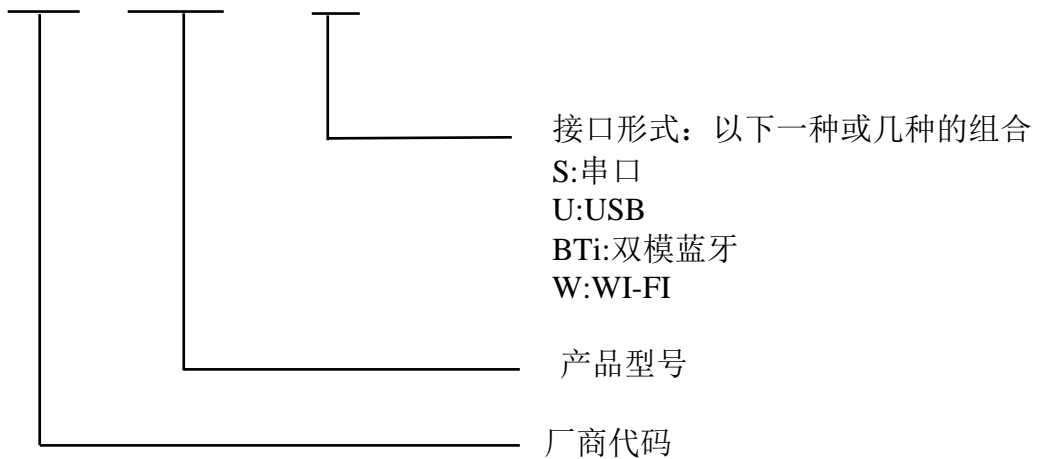 接口形式：以下一种或几种的组合
S:串口
U:USB
BTi:双模蓝牙
W:WI-FI
产品型号
厂商代码